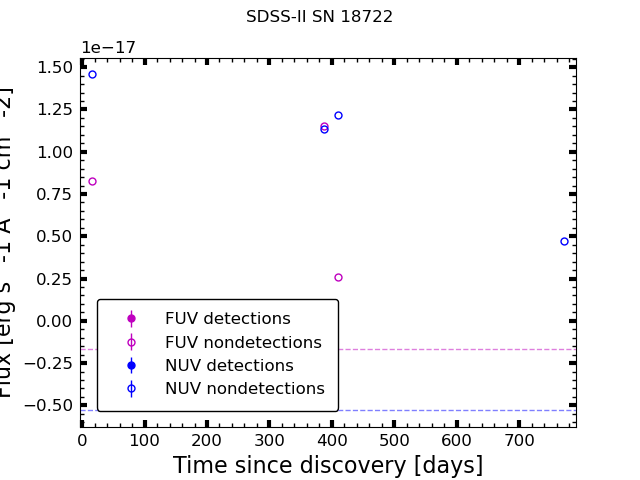 SDSS-II SN 18722
1e−17
1.50
1.25
1.00
0.75
0.50
0.25
0.00
−0.25
−0.50
Flux [erg s -1 A -1 cm -2]
FUV detections
FUV nondetections
NUV detections
NUV nondetections
0 100 200 300 400 500 600 700
Time since discovery [days]